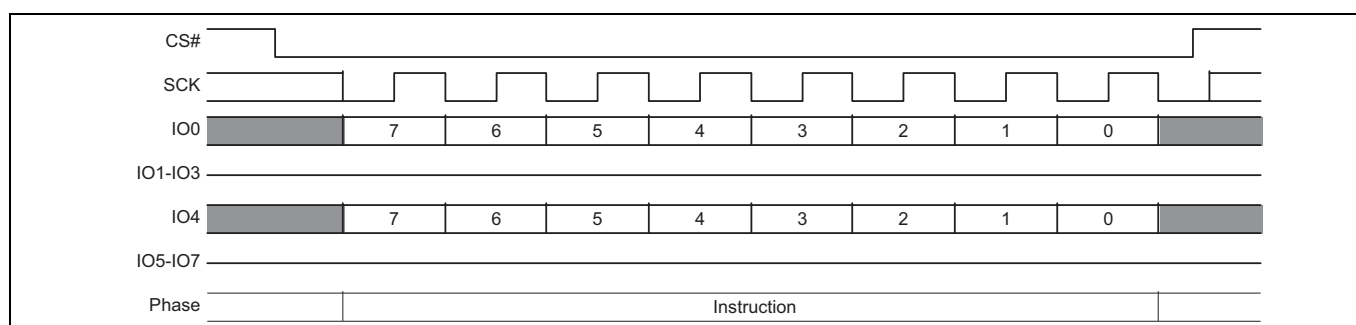 CS#
SCK
IO0 7 6 5 4 3 2 1 0
IO1-IO3
IO4 7 6 5 4 3 2 1 0
IO5-IO7
Phase Instruction